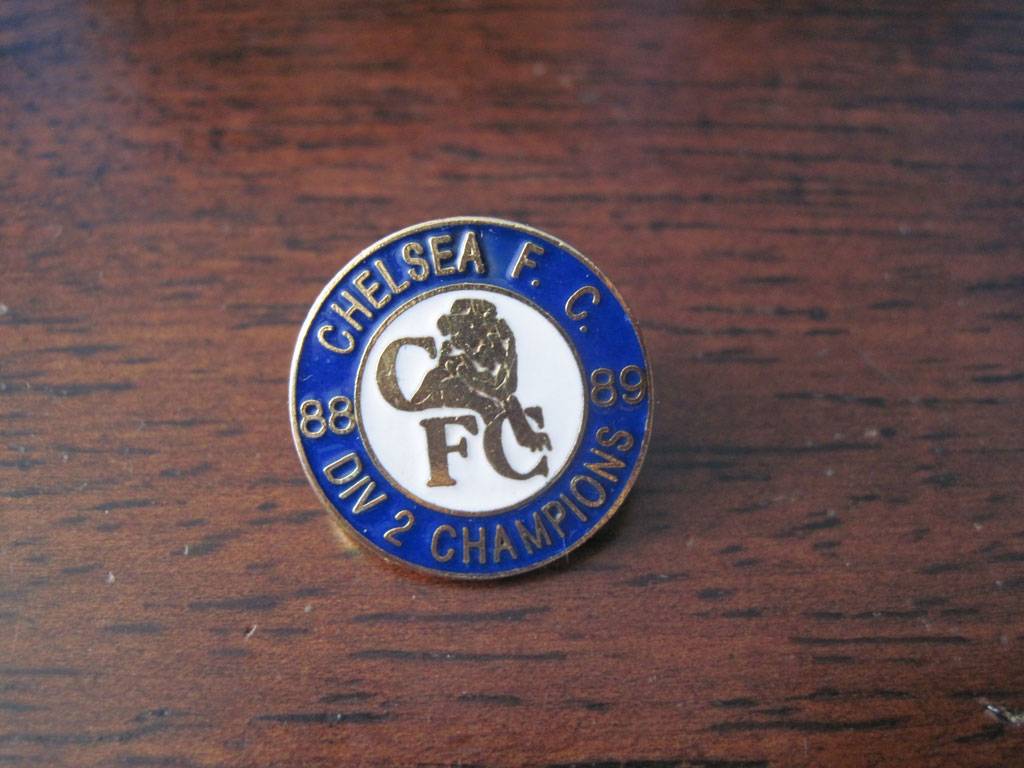 CHELSEA F. C.
88 89
CFC
DIV 2 CHAMPIONS